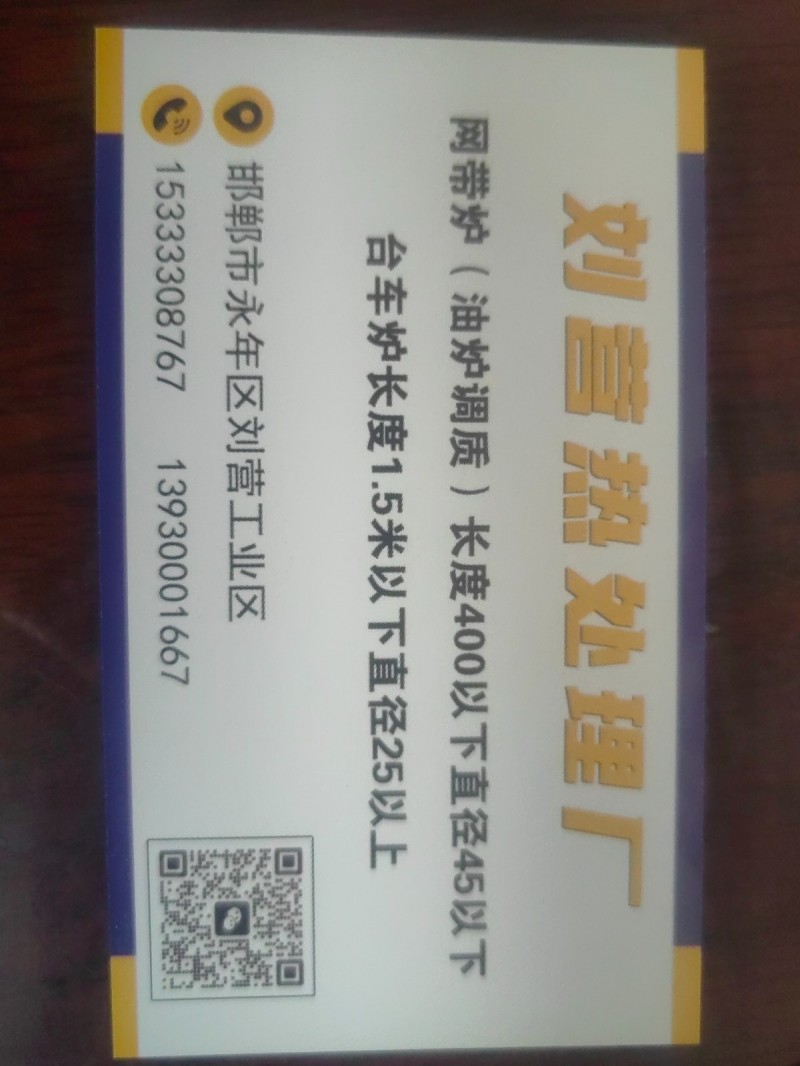 刘营热处理厂
网带炉（油炉调质）长度400以下直径45以下
台车炉长度1.5米以下直径25以上
邯郸市永年区刘营工业区
15333308767 13930001667